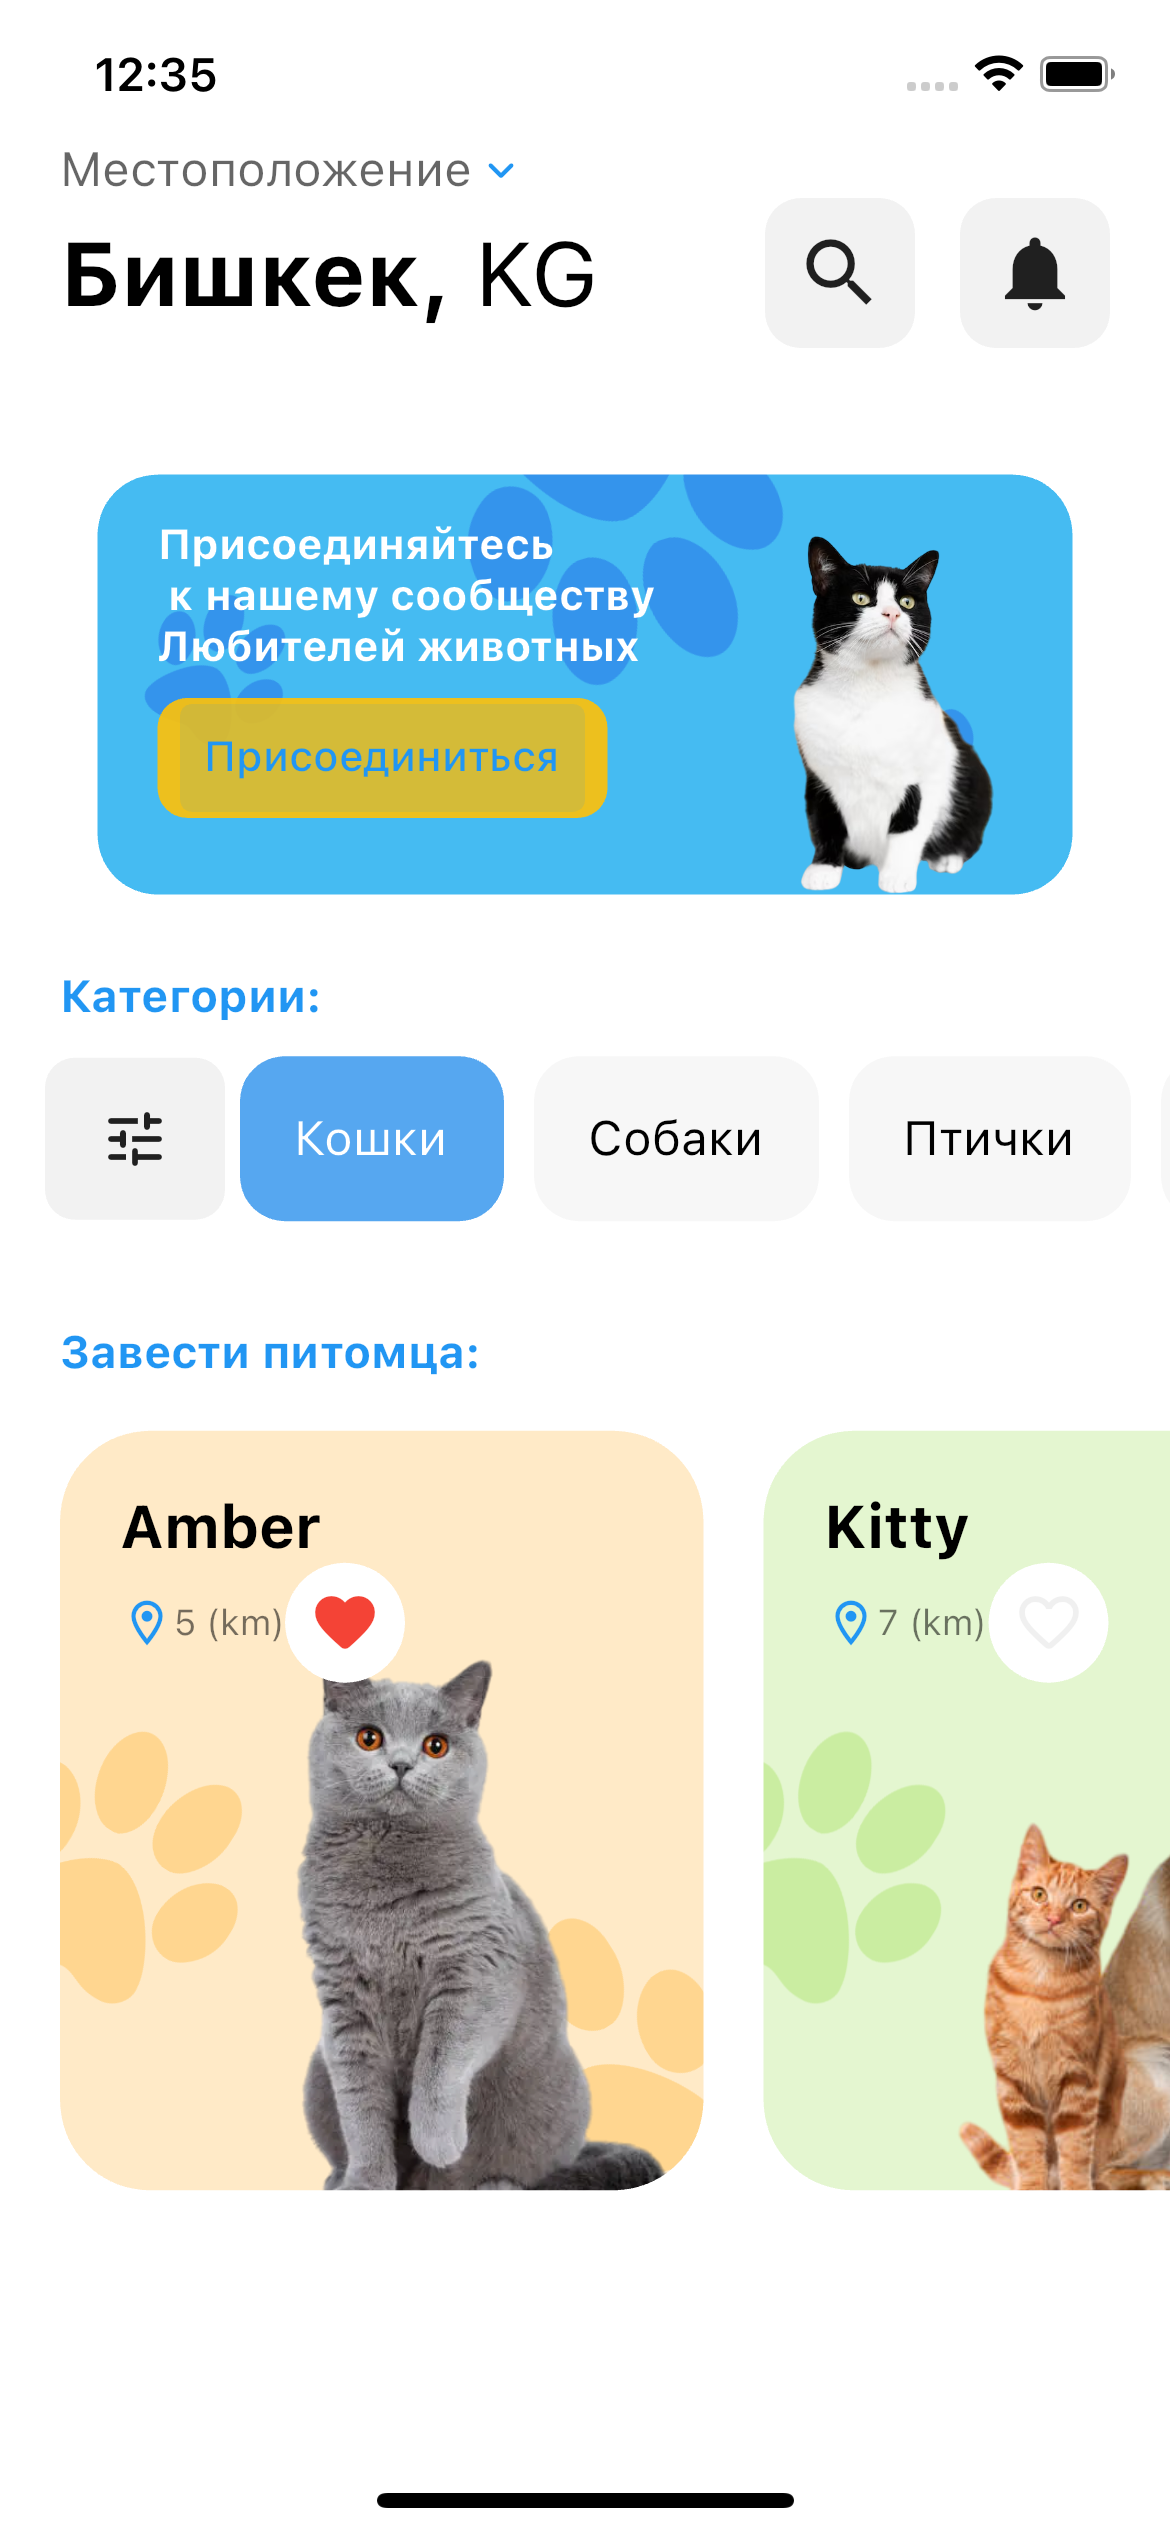 12:35
Местоположение
Бишкек, KG
Присоединяйтесь
к нашему сообществу
Любителей животных
Присоединиться
Категории:
Кошки Собаки Птички
Завести питомца:
Amber Kitty
5 (km) 7 (km)